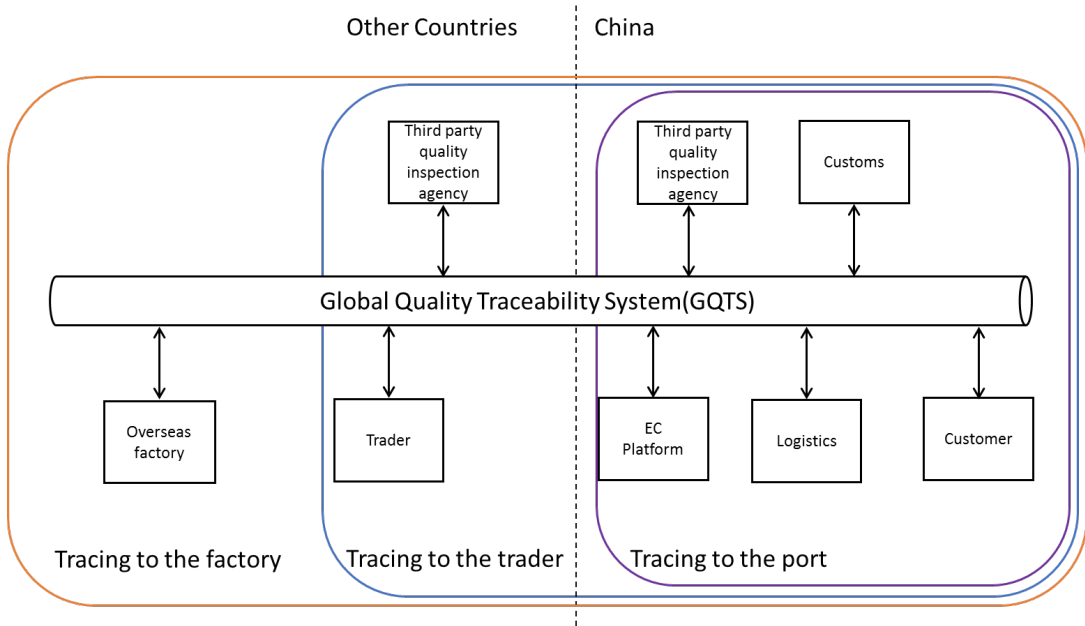 Other Countries
China
Third party
quality
inspection
agency
Third party
quality
inspection
agency
Customs
Global Quality Traceability System(GQTS)
Overseas
factory
Trader
EC
Platform
Logistics
Customer
Tracing to the factory
Tracing to the trader
Tracing to the port